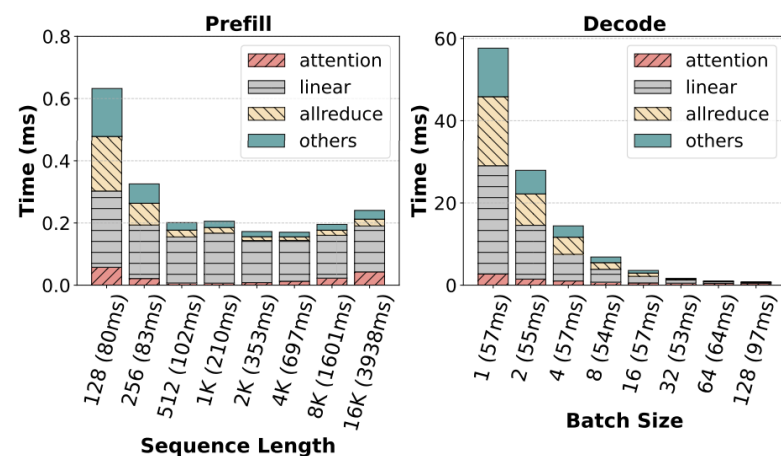 Prefill
Time (ms)
0.8
0.6
0.4
0.2
0.0
attention
linear
allreduce
others
128 (80ms)
256 (83ms)
512 (102ms)
1K (210ms)
2K (353ms)
4K (697ms)
8K (1601ms)
16K (3938ms)
Sequence Length
Decode
Time (ms)
60
40
20
0
attention
linear
allreduce
others
1 (57ms)
2 (55ms)
4 (57ms)
8 (54ms)
16 (57ms)
32 (53ms)
64 (64ms)
128 (97ms)
Batch Size